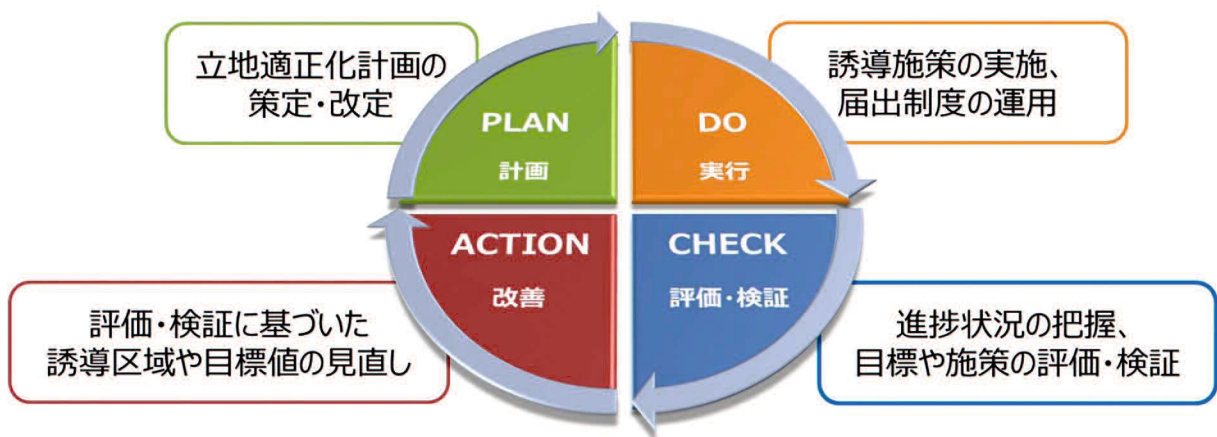 立地適正化計画の
策定・改定
PLAN
計画
DO
実行
誘導施策の実施、
届出制度の運用
ACTION
改善
CHECK
評価・検証
評価・検証に基づいた
誘導区域や目標値の見直し
進捗状況の把握、
目標や施策の評価・検証